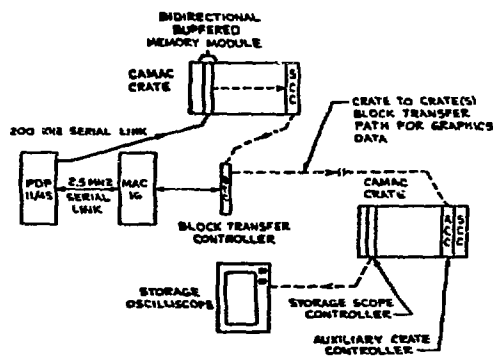 BIDIRECTIONAL
BUFFERED
MEMORY MODULE
CAMAC
CRATE
S
C
C
200 KHZ SERIAL LINK
CRATE TO CRATE(S)
BLOCK TRANSFER
PATH FOR GRAPHICS
DATA
PDP
11/45
2.5 MHZ
SERIAL
LINK
MAC
16
BLOCK TRANSFER
CONTROLLER
CAMAC
CRATE
A
C
C
S
C
C
STORAGE
OSCILLISCOPE
STORAGE SCOPE
CONTROLLER
AUXILIARY CRATE
CONTROLLER